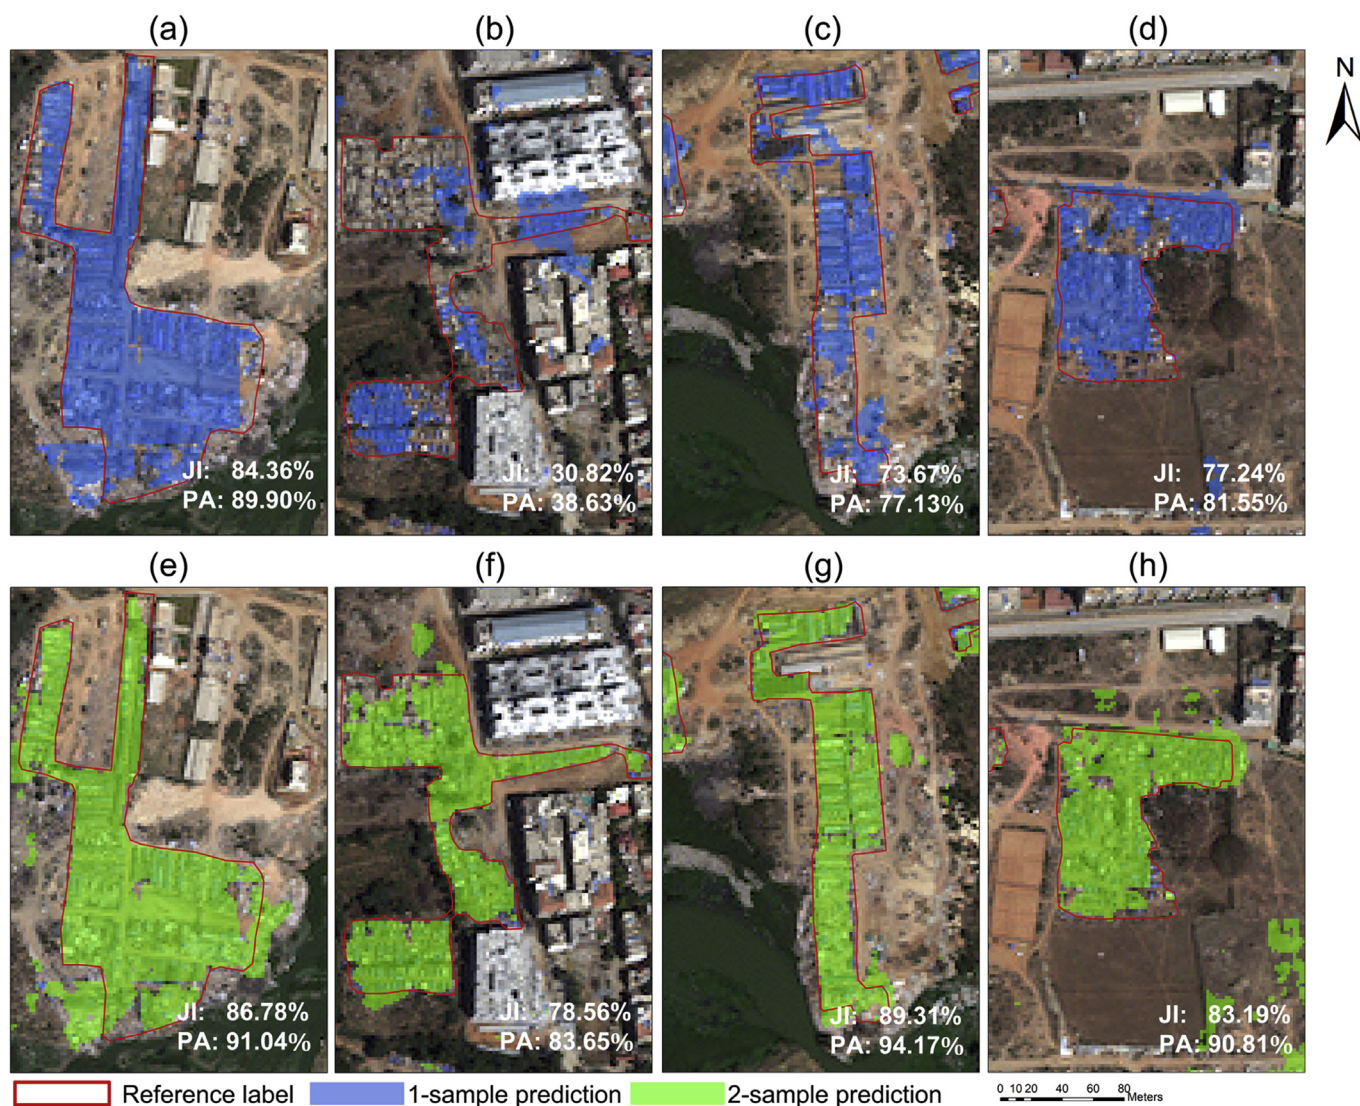 (a) (b) (c) (d)
N
JI: 84.36%
PA: 89.90%
JI: 30.82%
PA: 38.63%
JI: 73.67%
PA: 77.13%
JI: 77.24%
PA: 81.55%
(e) (f) (g) (h)
JI: 86.78%
PA: 91.04%
JI: 78.56%
PA: 83.65%
JI: 89.31%
PA: 94.17%
JI: 83.19%
PA: 90.81%
Reference label 1-sample prediction 2-sample prediction
0 10 20 40 60 80
Meters